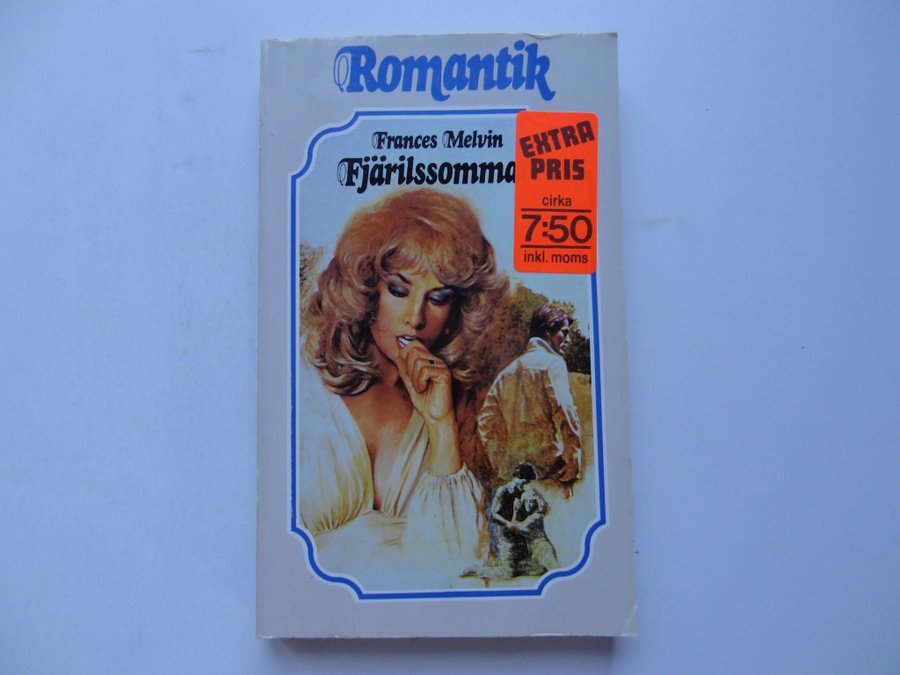 Romantik
Frances Melvin
Fjärilssomma
EXTRA
PRIS
cirka
7:50
inkl. moms